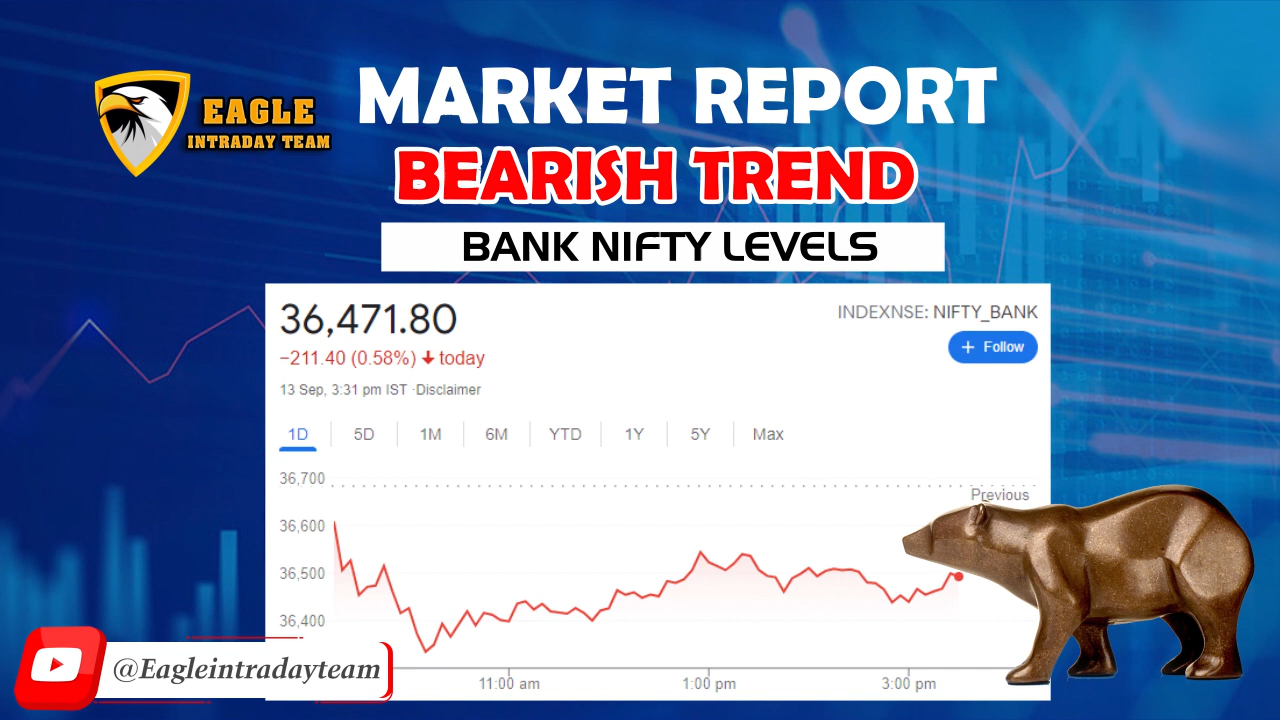 EAGLE
INTRADAY TEAM
MARKET REPORT
BEARISH TREND
BANK NIFTY LEVELS
36,471.80
INDEXNSE: NIFTY_BANK
−211.40 (0.58%) ↓ today
+ Follow
13 Sep, 3:31 pm IST ·Disclaimer
1D 5D 1M 6M YTD 1Y 5Y Max
36,700
Previous
36,600
36,500
36,400
11:00 am 1:00 pm 3:00 pm
@Eagleintradayteam